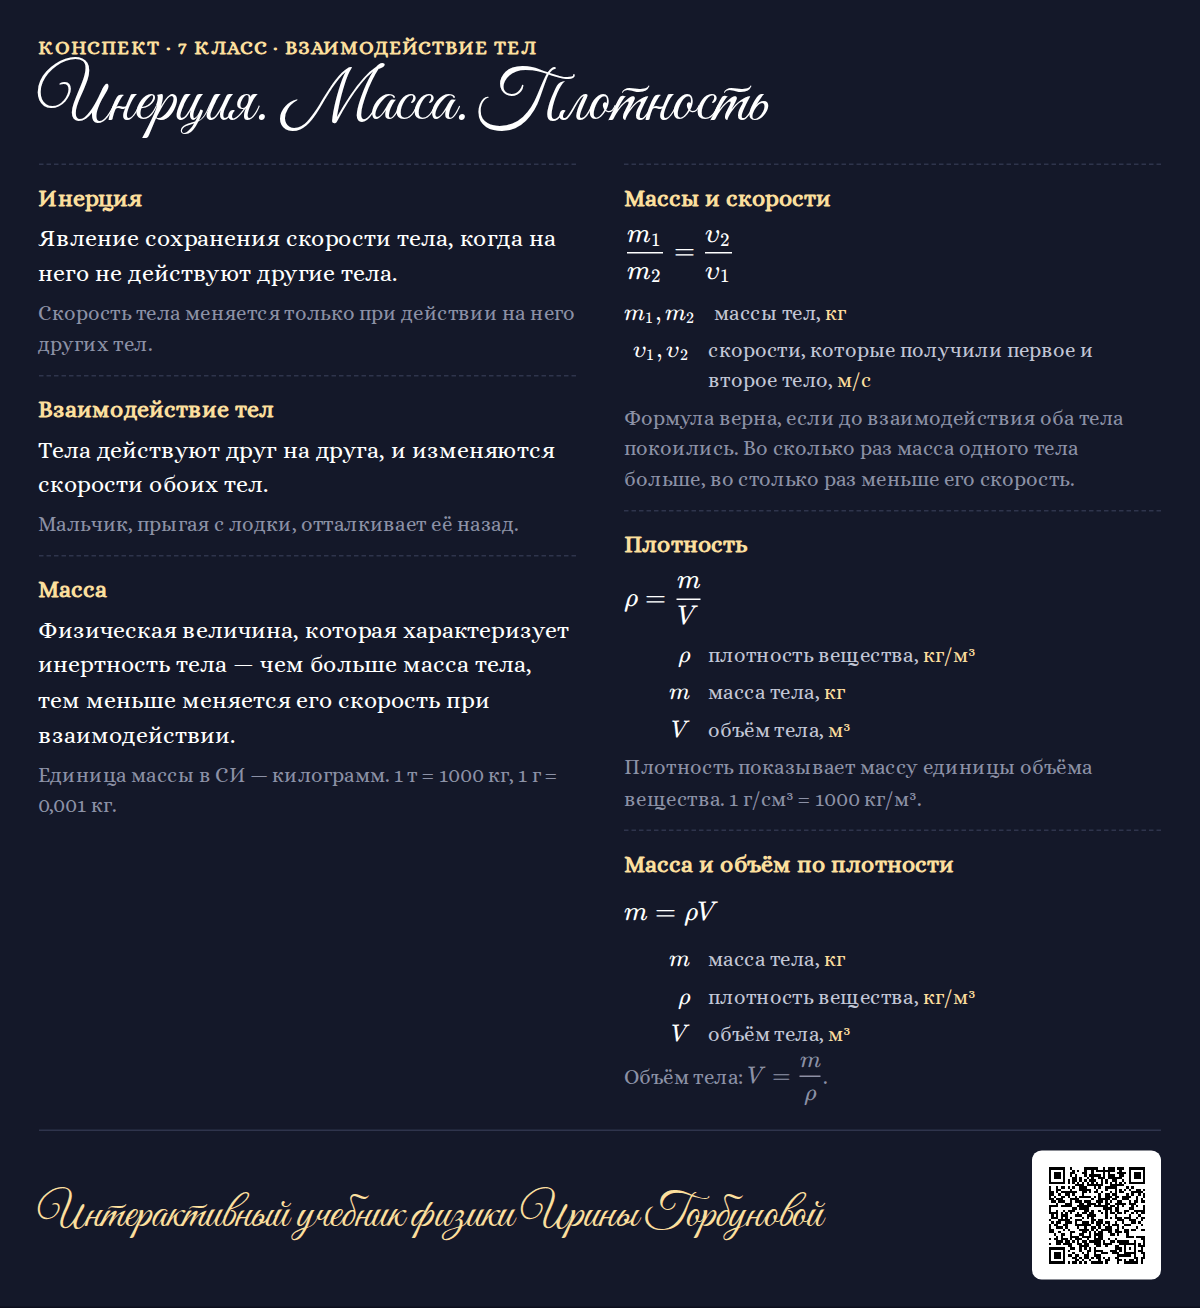 КОНСПЕКТ · 7 КЛАСС · ВЗАИМОДЕЙСТВИЕ ТЕЛ
Инерция. Масса. Плотность
Инерция
Явление сохранения скорости тела, когда на
него не действуют другие тела.
Скорость тела меняется только при действии на него
других тел.
Взаимодействие тел
Тела действуют друг на друга, и изменяются
скорости обоих тел.
Мальчик, прыгая с лодки, отталкивает её назад.
Масса
Физическая величина, которая характеризует
инертность тела — чем больше масса тела,
тем меньше меняется его скорость при
взаимодействии.
Единица массы в СИ — килограмм. 1 т = 1000 кг, 1 г =
0,001 кг.
Массы и скорости
m₁/m₂ = υ₂/υ₁
m₁, m₂ массы тел, кг
υ₁, υ₂ скорости, которые получили первое и
второе тело, м/с
Формула верна, если до взаимодействия оба тела
покоились. Во сколько раз масса одного тела
больше, во столько раз меньше его скорость.
Плотность
ρ = m/V
ρ плотность вещества, кг/м³
m масса тела, кг
V объём тела, м³
Плотность показывает массу единицы объёма
вещества. 1 г/см³ = 1000 кг/м³.
Масса и объём по плотности
m = ρV
m масса тела, кг
ρ плотность вещества, кг/м³
V объём тела, м³
Объём тела: V = m/ρ.
Интерактивный учебник физики Ирины Горбуновой